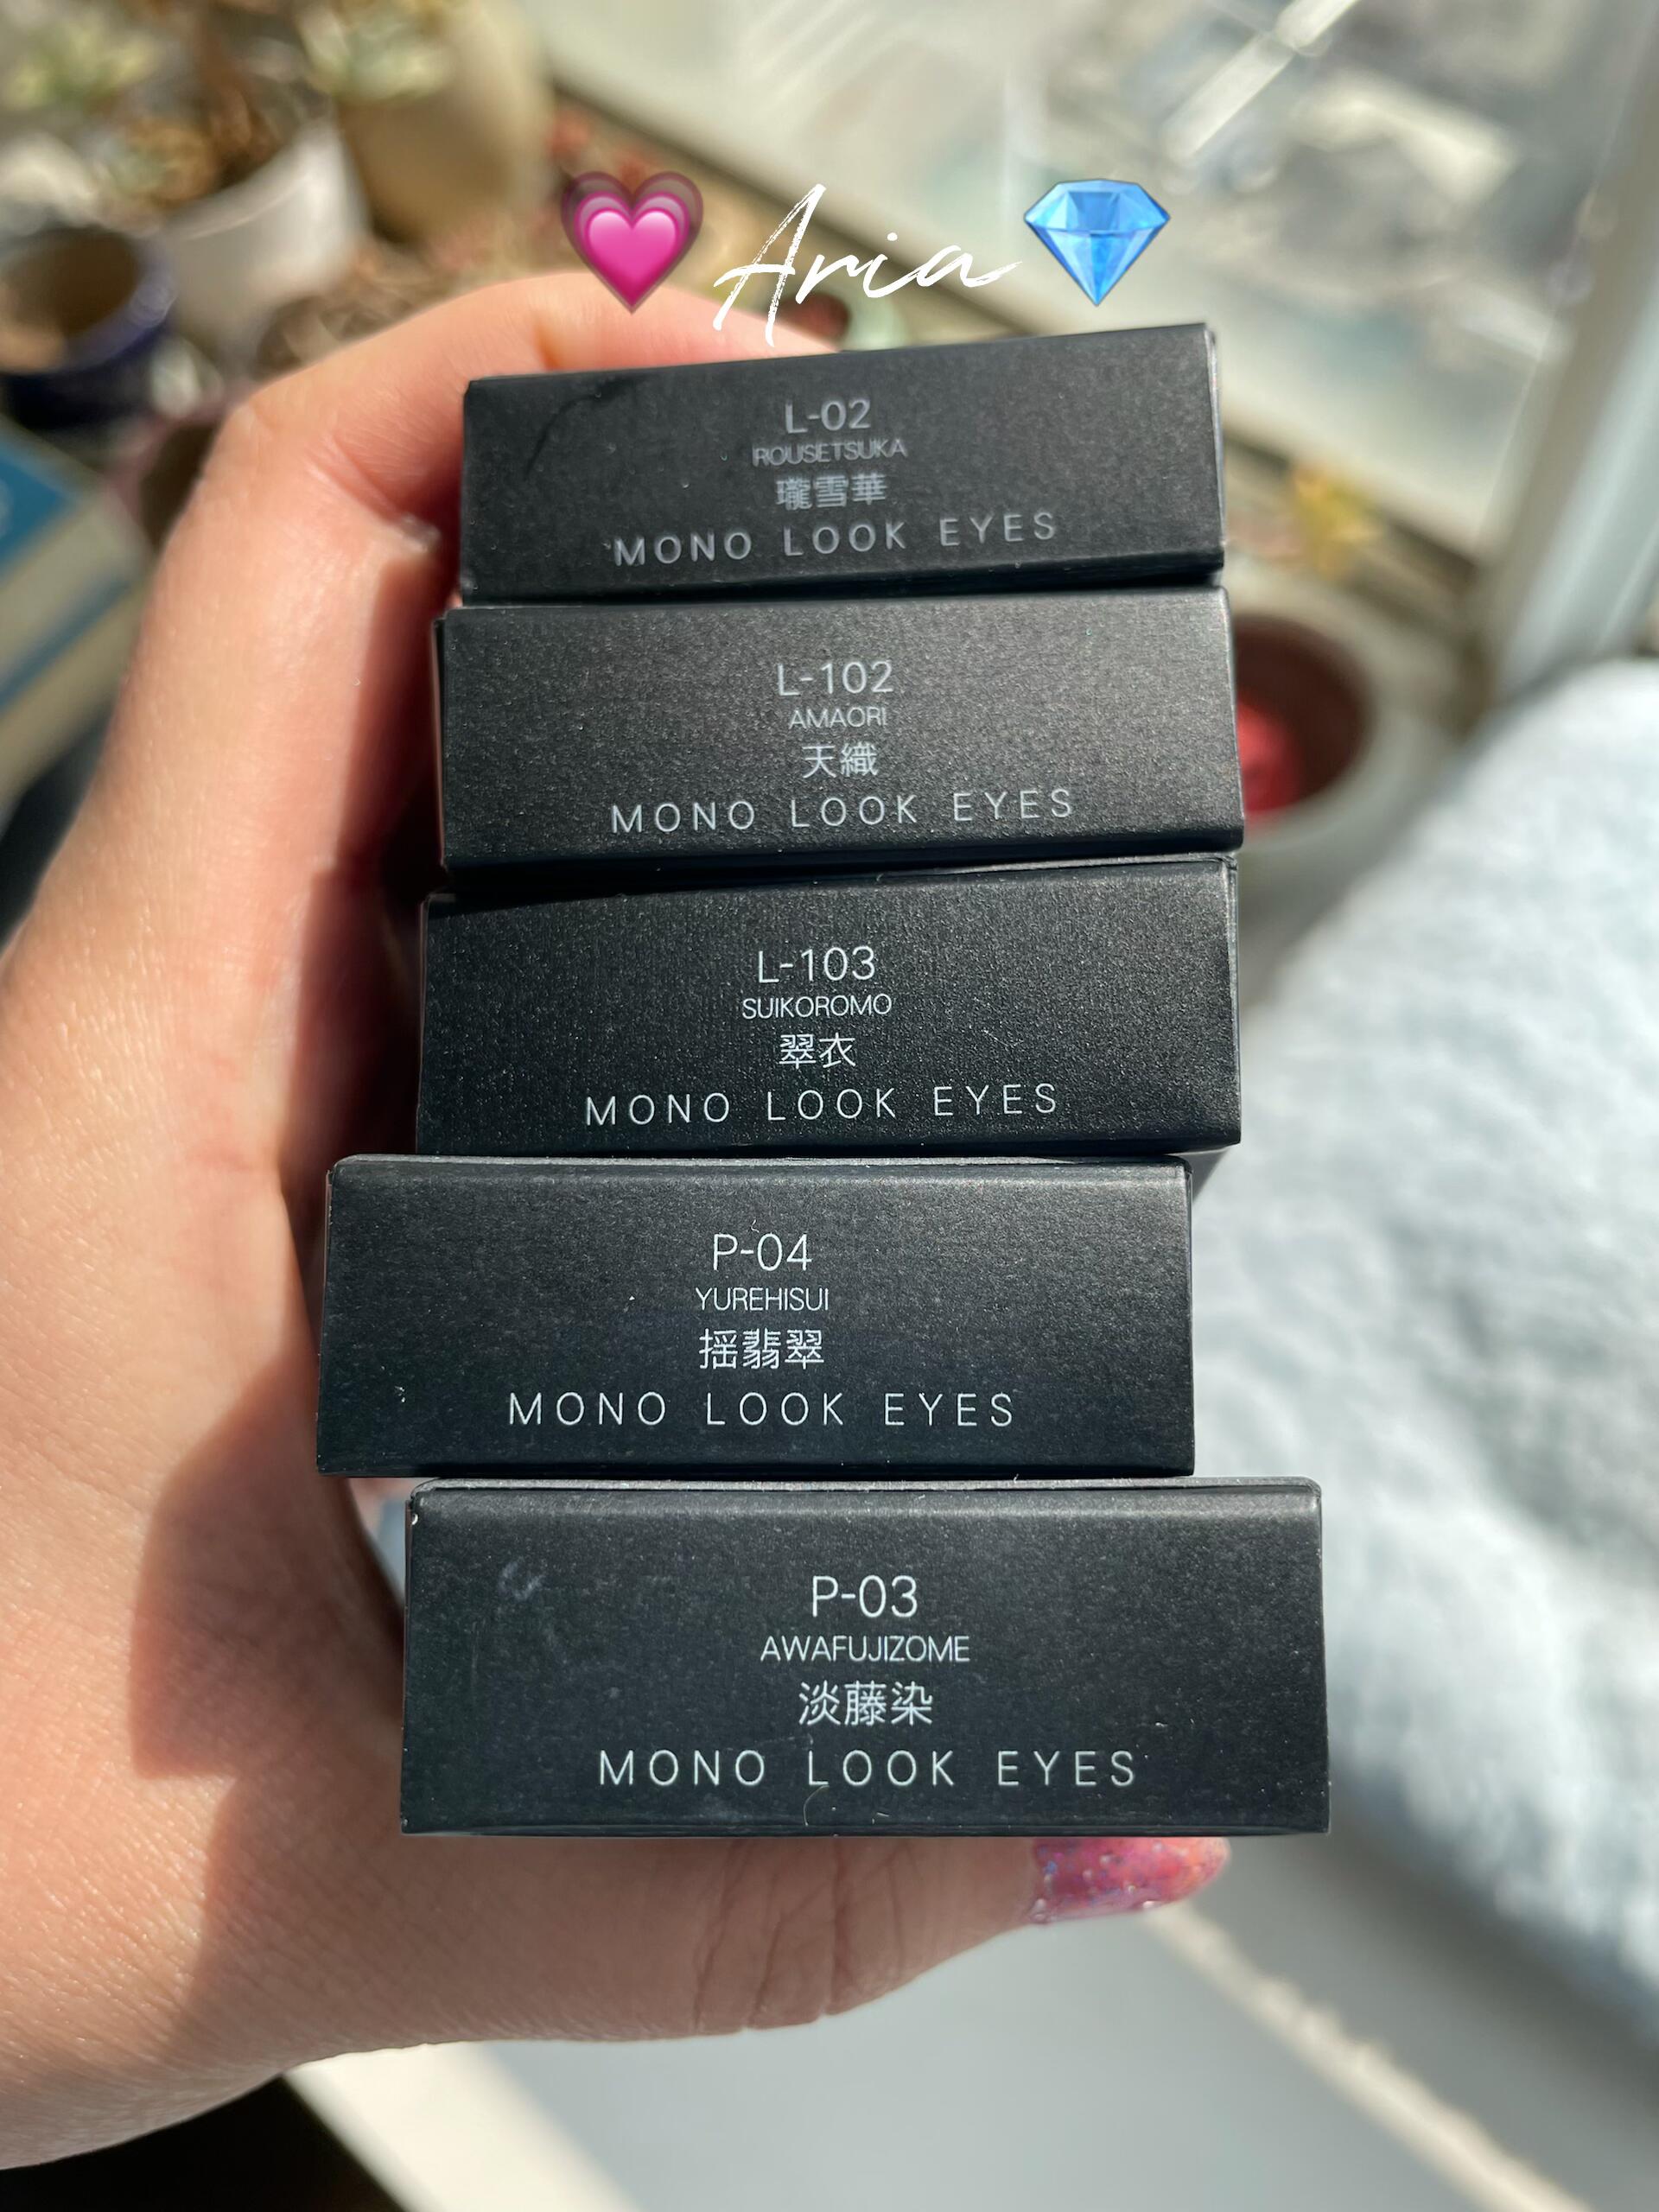 Aria
L-02
ROUSETSUKA
瓏雪華
MONO LOOK EYES
L-102
AMAORI
天織
MONO LOOK EYES
L-103
SUIKOROMO
翠衣
MONO LOOK EYES
P-04
YUREHISUI
揺翡翠
MONO LOOK EYES
P-03
AWAFUJIZOME
淡藤染
MONO LOOK EYES